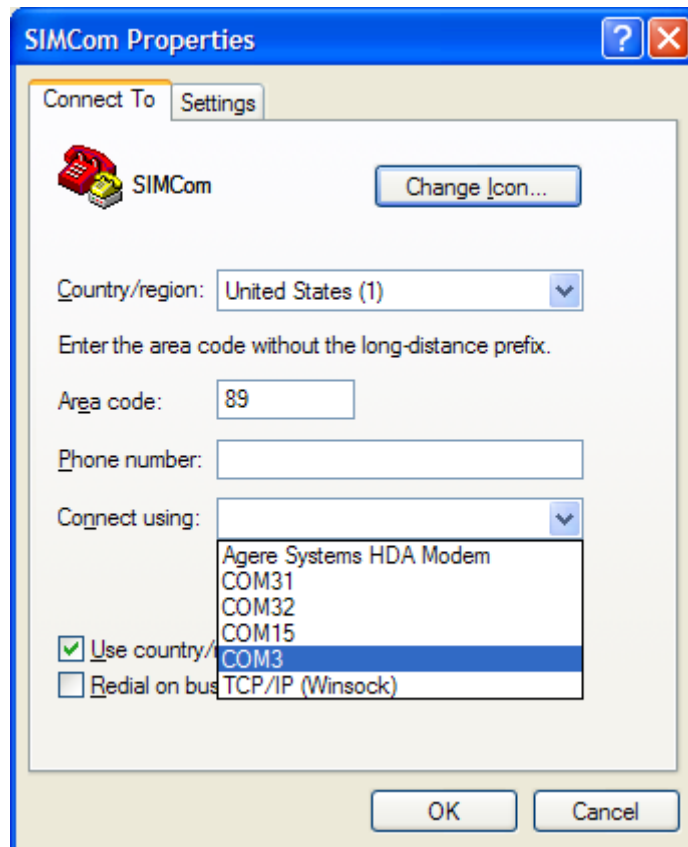 SIMCom Properties
Connect To Settings
SIMCom Change Icon...
Country/region: United States (1)
Enter the area code without the long-distance prefix.
Area code: 89
Phone number:
Connect using:
Agere Systems HDA Modem
COM31
COM32
COM15
Use country/
COM3
Redial on bus TCP/IP (Winsock)
OK Cancel